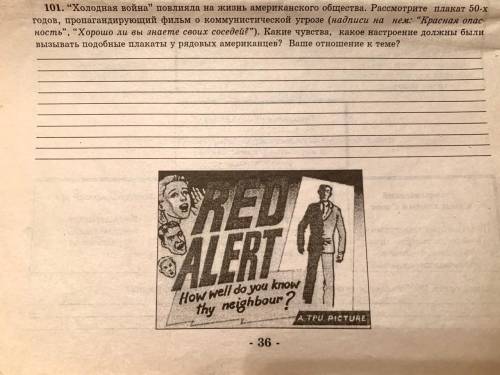 101. “Холодная война” повлияла на жизнь американского общества. Рассмотрите плакат 50-х
годов, пропагандирующий фильм о коммунистической угрозе (надписи на нем: “Красная опас-
ность”, “Хорошо ли вы знаете своих соседей?”). Какие чувства, какое настроение должны были
вызывать подобные плакаты у рядовых американцев? Ваше отношение к теме?
RED
ALERT
How well do you know
thy neighbour?
A TPU PICTURE
- 36 -